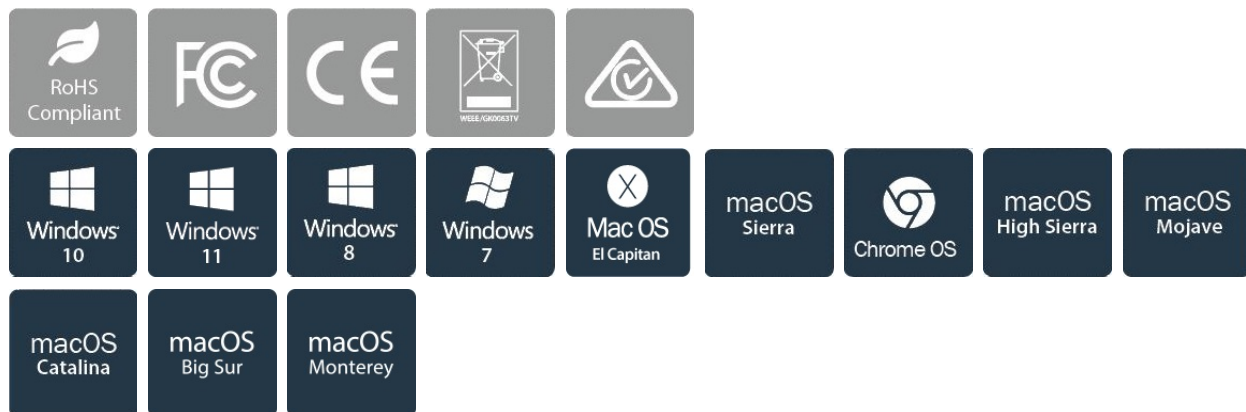 RoHS
Compliant
FC
CE
WEEE/GK0083TV
Windows
10
Windows
11
Windows
8
Windows
7
X
Mac OS
El Capitan
macOS
Sierra
Chrome OS
macOS
High Sierra
macOS
Mojave
macOS
Catalina
macOS
Big Sur
macOS
Monterey